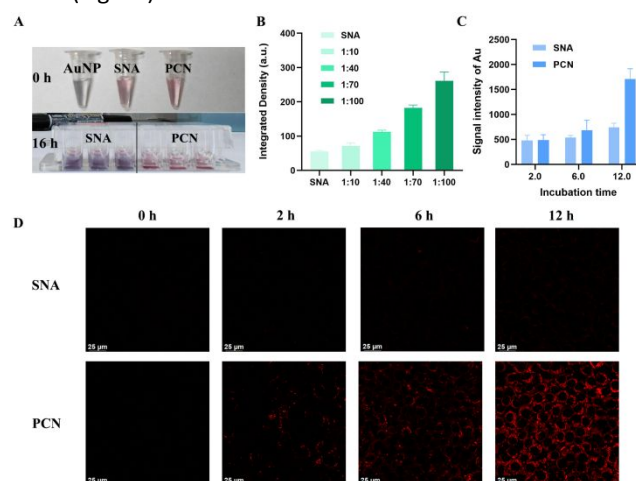 A
0 h
AuNP
SNA
PCN
16 h
SNA
PCN
B
Integrated Density (a.u.)
400
300
200
100
0
SNA
1:10
1:40
1:70
1:100
SNA
1:10
1:40
1:70
1:100
C
Signal intensity of Au
2500
2000
1500
1000
500
0
SNA
PCN
2.0
6.0
12.0
Incubation time
D
0 h
2 h
6 h
12 h
SNA
25 μm
25 μm
25 μm
25 μm
PCN
25 μm
25 μm
25 μm
25 μm